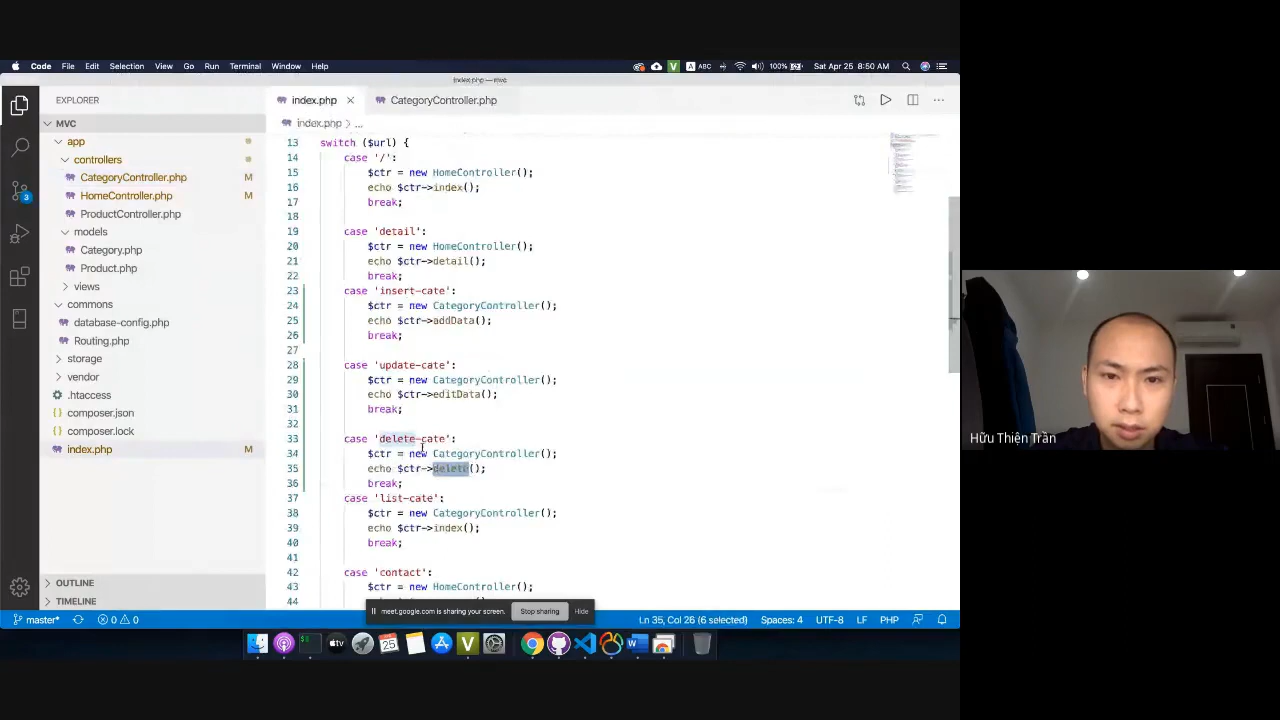 Code File Edit Selection View Go Run Terminal Window Help
ABC 100% Sat Apr 25 8:50 AM
index.php — mvc
EXPLORER
index.php
CategoryController.php
MVC
app
controllers
CategoryController.php M
HomeController.php M
ProductController.php
models
Category.php
Product.php
views
commons
database-config.php
Routing.php
storage
vendor
.htaccess
composer.json
composer.lock
index.php M
OUTLINE
TIMELINE
index.php > ...
13 switch ($url) {
14 case '/':
$ctr = new HomeController();
16 echo $ctr->index();
17 break;
18
19 case 'detail':
20 $ctr = new HomeController();
21 echo $ctr->detail();
22 break;
23 case 'insert-cate':
24 $ctr = new CategoryController();
25 echo $ctr->addData();
26 break;
27
28 case 'update-cate':
29 $ctr = new CategoryController();
30 echo $ctr->editData();
31 break;
32
33 case 'delete-cate':
34 $ctr = new CategoryController();
35 echo $ctr->delete();
36 break;
37 case 'list-cate':
38 $ctr = new CategoryController();
39 echo $ctr->index();
40 break;
41
42 case 'contact':
43 $ctr = new HomeController();
44
meet.google.com is sharing your screen. Stop sharing Hide
master* 0 0 Ln 35, Col 26 (6 selected) Spaces: 4 UTF-8 LF PHP
3
Hữu Thiện Trần